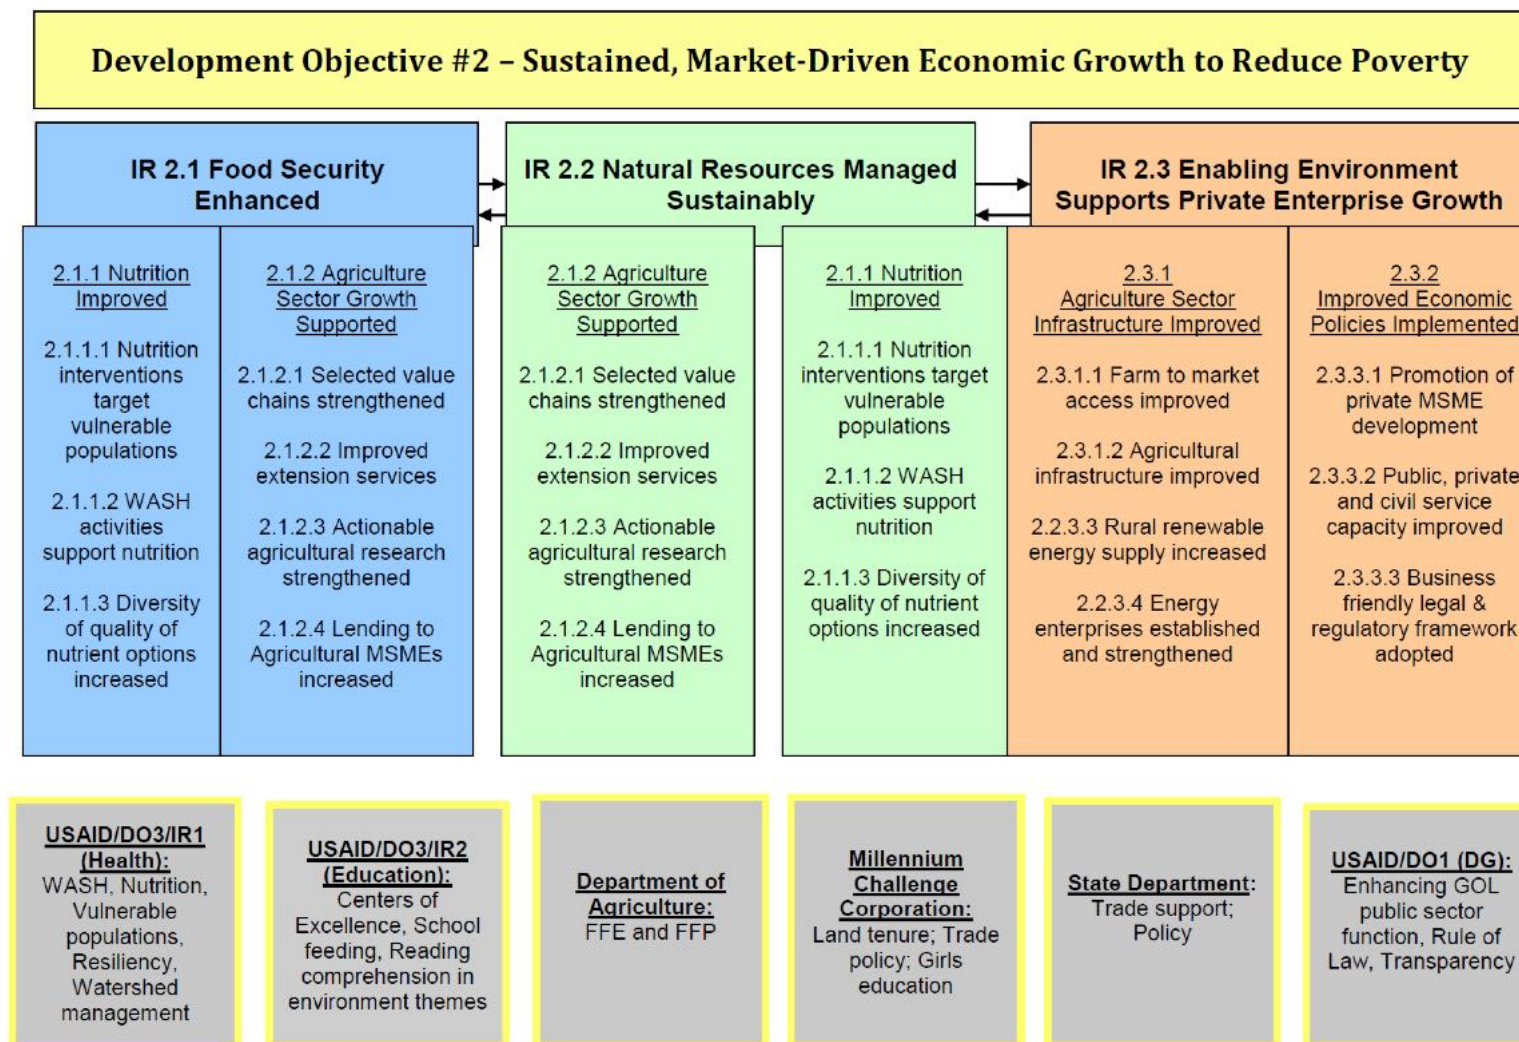 Development Objective #2 – Sustained, Market-Driven Economic Growth to Reduce Poverty
IR 2.1 Food Security
Enhanced
IR 2.2 Natural Resources Managed
Sustainably
IR 2.3 Enabling Environment
Supports Private Enterprise Growth
2.1.1 Nutrition
Improved
2.1.1.1 Nutrition
interventions
target
vulnerable
populations
2.1.1.2 WASH
activities
support nutrition
2.1.1.3 Diversity
of quality of
nutrient options
increased
2.1.2 Agriculture
Sector Growth
Supported
2.1.2.1 Selected value
chains strengthened
2.1.2.2 Improved
extension services
2.1.2.3 Actionable
agricultural research
strengthened
2.1.2.4 Lending to
Agricultural MSMEs
increased
2.1.2 Agriculture
Sector Growth
Supported
2.1.2.1 Selected value
chains strengthened
2.1.2.2 Improved
extension services
2.1.2.3 Actionable
agricultural research
strengthened
2.1.2.4 Lending to
Agricultural MSMEs
increased
2.1.1 Nutrition
Improved
2.1.1.1 Nutrition
interventions target
vulnerable
populations
2.1.1.2 WASH
activities support
nutrition
2.1.1.3 Diversity of
quality of nutrient
options increased
2.3.1
Agriculture Sector
Infrastructure Improved
2.3.1.1 Farm to market
access improved
2.3.1.2 Agricultural
infrastructure improved
2.2.3.3 Rural renewable
energy supply increased
2.2.3.4 Energy
enterprises established
and strengthened
2.3.2
Improved Economic
Policies Implemented
2.3.3.1 Promotion of
private MSME
development
2.3.3.2 Public, private
and civil service
capacity improved
2.3.3.3 Business
friendly legal &
regulatory framework
adopted
USAID/DO3/IR1
(Health):
WASH, Nutrition,
Vulnerable
populations,
Resiliency,
Watershed
management
USAID/DO3/IR2
(Education):
Centers of
Excellence, School
feeding, Reading
comprehension in
environment themes
Department of
Agriculture:
FFE and FFP
Millennium
Challenge
Corporation:
Land tenure; Trade
policy; Girls
education
State Department:
Trade support;
Policy
USAID/DO1 (DG):
Enhancing GOL
public sector
function, Rule of
Law, Transparency